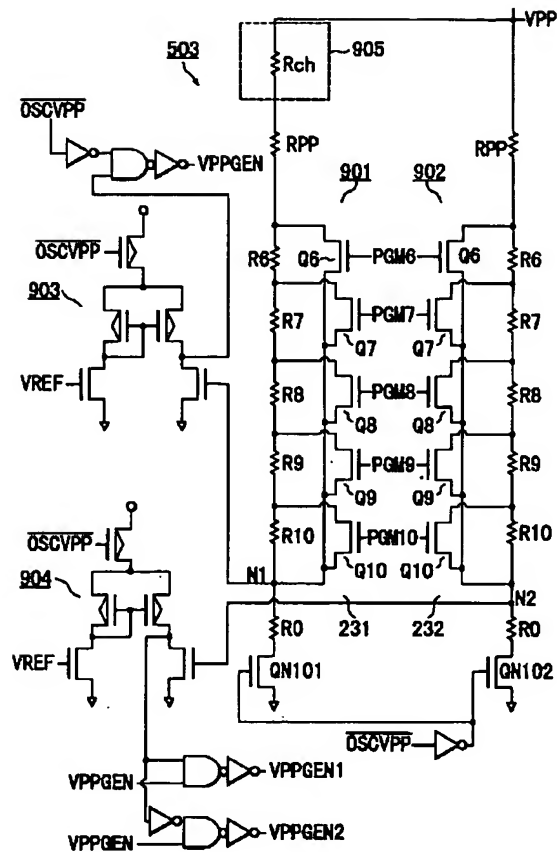 VPP
905
503
Rch
OSCVPP
VPPGEN
RPP
RPP
901
902
OSCVPP
R6
Q6
PGM6
Q6
R6
903
R7
PGM7
R7
Q7
Q7
VREF
R8
PGM8
R8
Q8
Q8
R9
PGM9
R9
Q9
Q9
OSCVPP
R10
PGM10
R10
Q10
Q10
904
N1
N2
231
232
R0
R0
VREF
QN101
QN102
OSCVPP
VPPGEN
VPPGEN1
VPPGEN
VPPGEN2